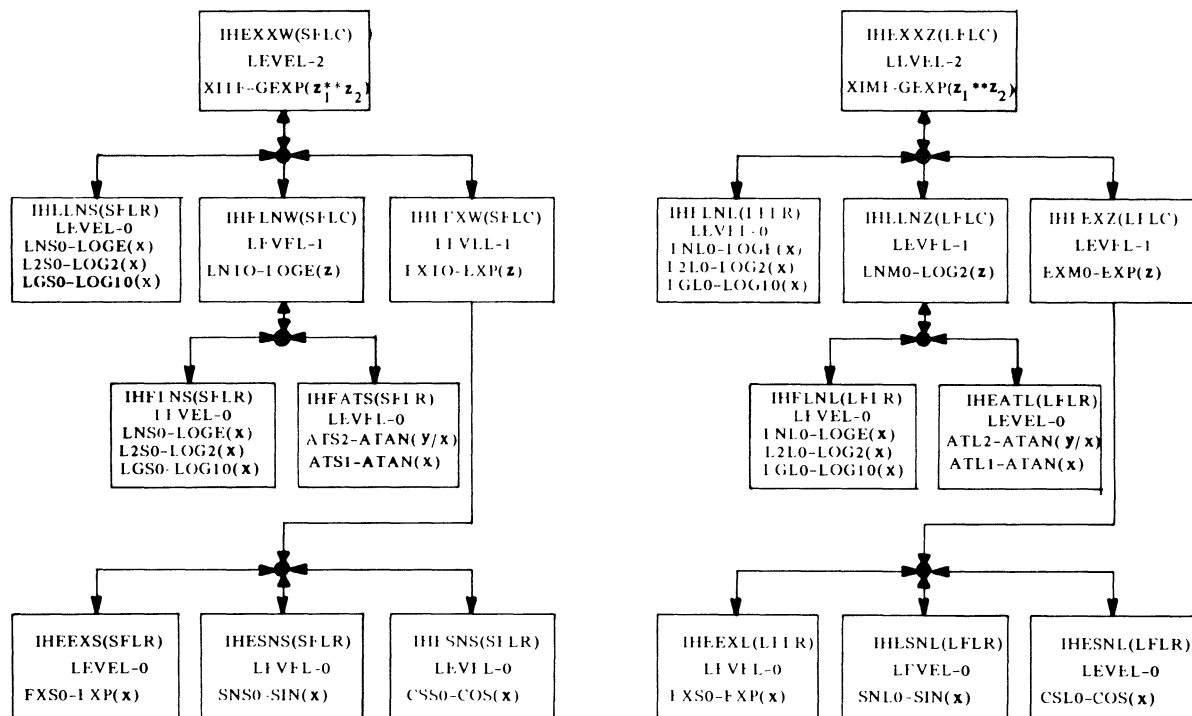 IHEXXW(SFLC)
LEVEL-2
XITE-GEXP(z1**z2)
IHEXXZ(LFLC)
LEVEL-2
XIME-GEXP(z1**z2)
IHELNS(SFLR)
LEVEL-0
LNS0-LOGE(x)
L2S0-LOG2(x)
LGS0-LOG10(x)
IHELNW(SFLC)
LEVEL-1
LNTO-LOGE(z)
IHEEXW(SFLC)
LEVEL-1
EXTO-EXP(z)
IHELNL(LFLR)
LEVEL-0
LNL0-LOGE(x)
L2L0-LOG2(x)
LGL0-LOG10(x)
IHELNZ(LFLC)
LEVEL-1
LNM0-LOG2(z)
IHEEXZ(LFLC)
LEVEL-1
EXM0-EXP(z)
IHELNS(SFLR)
LEVEL-0
LNS0-LOGE(x)
L2S0-LOG2(x)
LGS0-LOG10(x)
IHEATS(SFLR)
LEVEL-0
ATS2-ATAN(y/x)
ATS1-ATAN(x)
IHELNL(LFLR)
LEVEL-0
LNL0-LOGE(x)
L2L0-LOG2(x)
LGL0-LOG10(x)
IHEATL(LFLR)
LEVEL-0
ATL2-ATAN(y/x)
ATL1-ATAN(x)
IHEEXS(SFLR)
LEVEL-0
EXS0-EXP(x)
IHESNS(SFLR)
LEVEL-0
SNS0-SIN(x)
IHESNS(SFLR)
LEVEL-0
CSS0-COS(x)
IHEEXL(LFLR)
LEVEL-0
EXS0-EXP(x)
IHESNL(LFLR)
LEVEL-0
SNL0-SIN(x)
IHESNL(LFLR)
LEVEL-0
CSL0-COS(x)